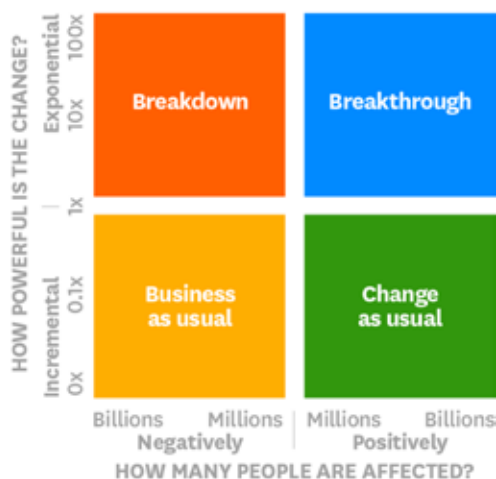 HOW POWERFUL IS THE CHANGE?
Exponential
Incremental
100x
10x
1x
0.1x
0x
Breakdown
Breakthrough
Business
as usual
Change
as usual
Billions Millions Millions Billions
Negatively Positively
HOW MANY PEOPLE ARE AFFECTED?